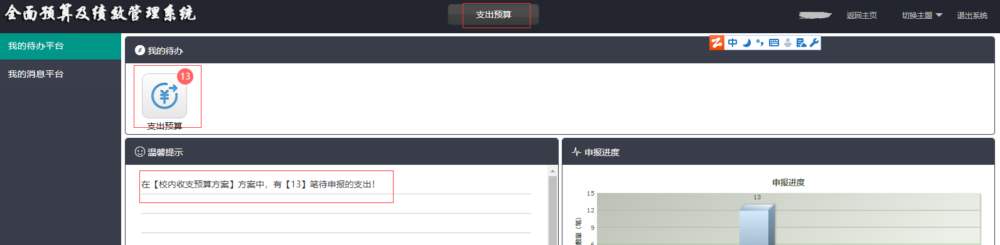 全面预算及绩效管理系统
支出预算
返回主页
切换主题
退出系统
我的待办平台
我的消息平台
我的待办
中
13
支出预算
温馨提示
在【校内收支预算方案】方案中，有【13】笔待申报的支出！
申报进度
申报进度
15
13
12
9
6
数量（笔）